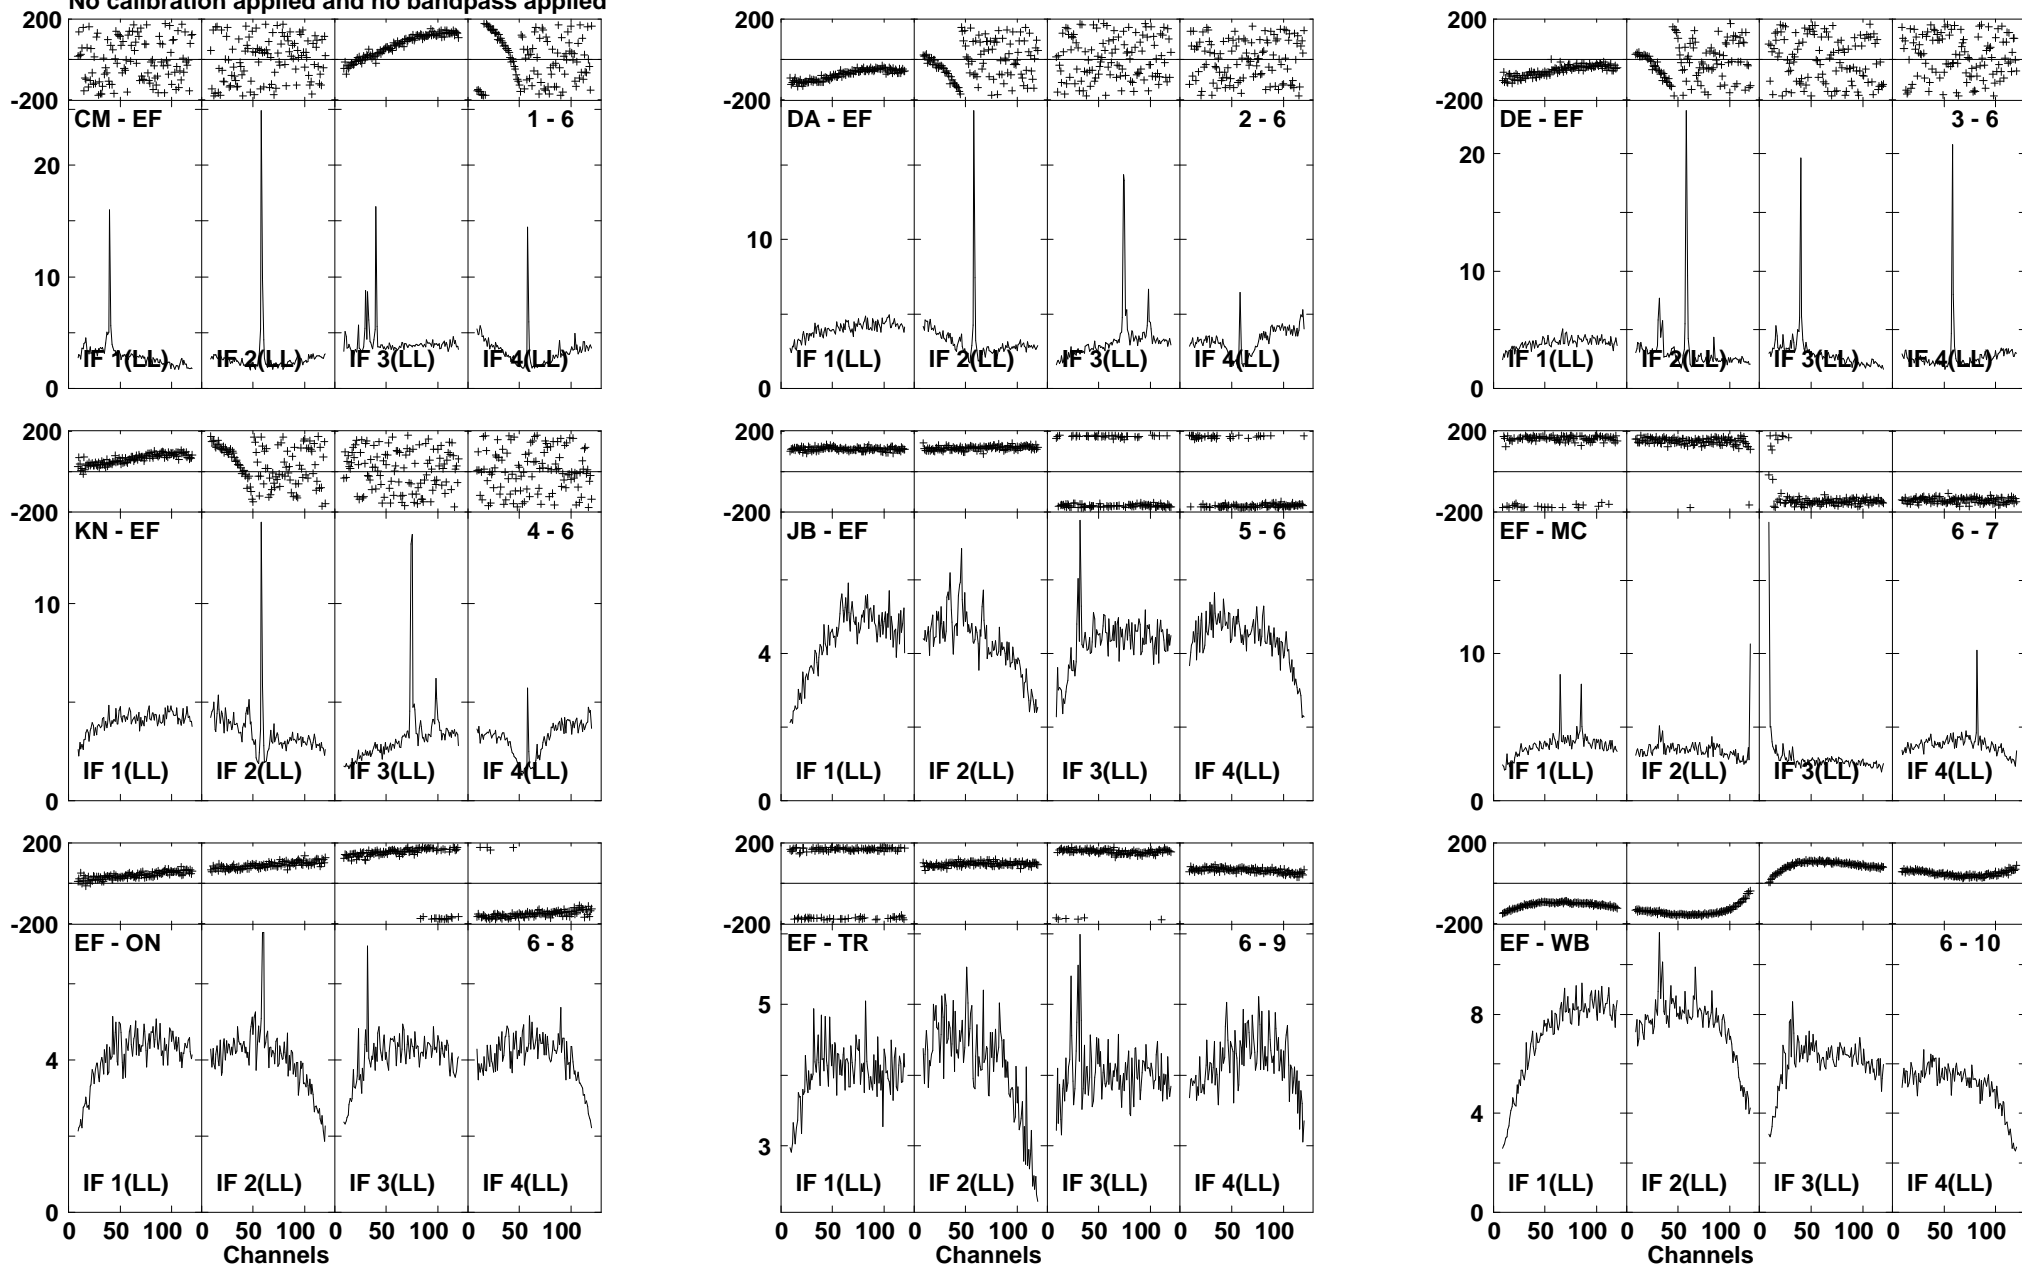 No calibration applied and no bandpass applied
200
-200
CM - EF 1 - 6
20
10
0
IF 1(LL) IF 2(LL) IF 3(LL) IF 4(LL)
200
-200
DA - EF 2 - 6
10
0
IF 1(LL) IF 2(LL) IF 3(LL) IF 4(LL)
200
-200
DE - EF 3 - 6
20
10
0
IF 1(LL) IF 2(LL) IF 3(LL) IF 4(LL)
200
-200
KN - EF 4 - 6
10
0
IF 1(LL) IF 2(LL) IF 3(LL) IF 4(LL)
200
-200
JB - EF 5 - 6
4
0
IF 1(LL) IF 2(LL) IF 3(LL) IF 4(LL)
200
-200
EF - MC 6 - 7
10
0
IF 1(LL) IF 2(LL) IF 3(LL) IF 4(LL)
200
-200
EF - ON 6 - 8
4
0
IF 1(LL) IF 2(LL) IF 3(LL) IF 4(LL)
0 50 100 0 50 100 0 50 100 0 50 100
Channels
200
-200
EF - TR 6 - 9
5
3
IF 1(LL) IF 2(LL) IF 3(LL) IF 4(LL)
0 50 100 0 50 100 0 50 100 0 50 100
200
-200
EF - WB 6 - 10
8
4
0
IF 1(LL) IF 2(LL) IF 3(LL) IF 4(LL)
0 50 100 0 50 100 0 50 100 0 50 100
Channels